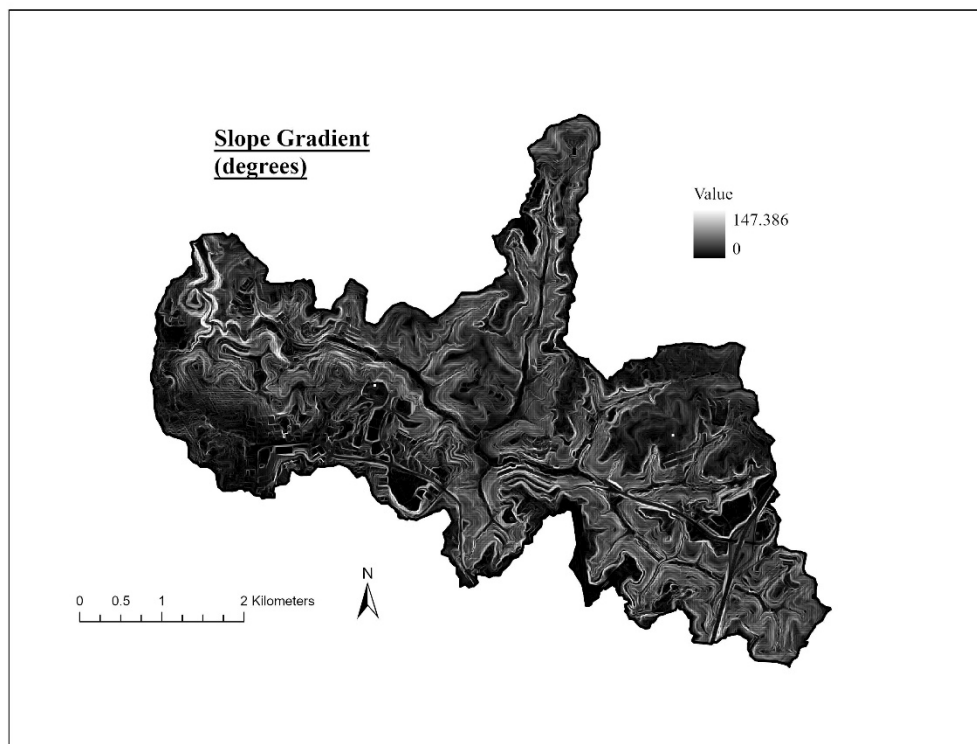 Slope Gradient
(degrees)
Value
147.386
0
N
0 0.5 1 2 Kilometers